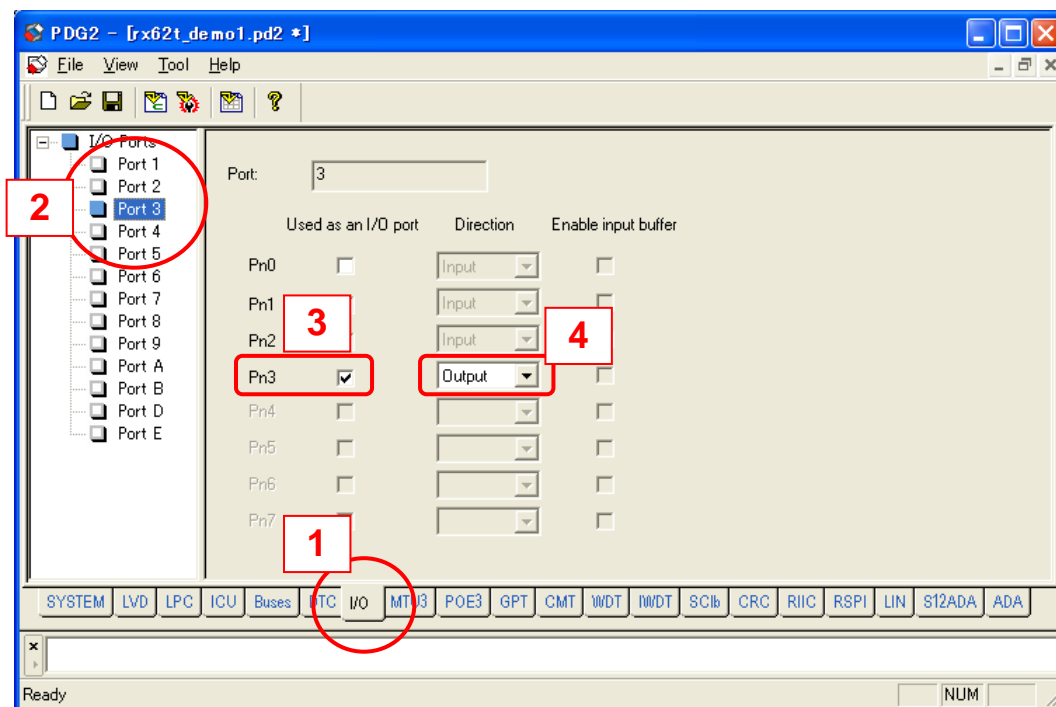 PDG2 - [rx62t_demo1.pd2 *]
File View Tool Help
I/O Ports
Port 1
Port 2
Port 3
Port 4
Port 5
Port 6
Port 7
Port 8
Port 9
Port A
Port B
Port D
Port E
2
Port: 3
Used as an I/O port Direction Enable input buffer
Pn0 Input
Pn1 Input
3
Pn2 Input
4
Pn3 Output
Pn4
Pn5
Pn6
Pn7
1
SYSTEM LVD LPC ICU Buses DTC I/O MTU3 POE3 GPT CMT WDT IWDT SCIb CRC RIIC RSPI LIN S12ADA ADA
Ready NUM